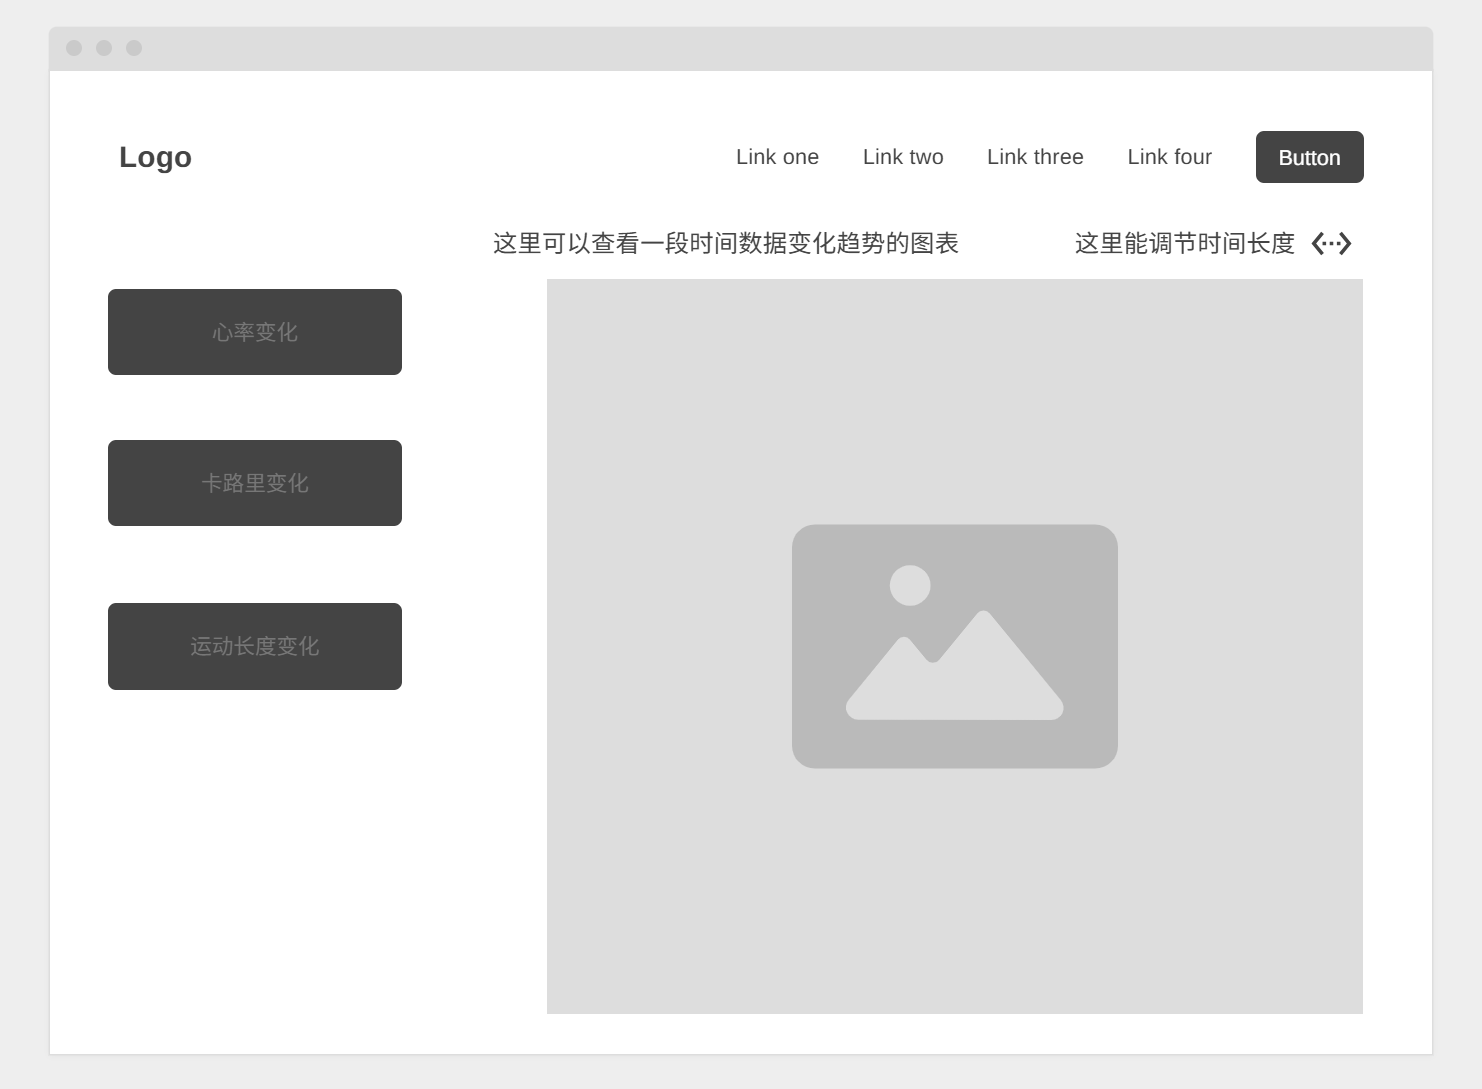 Logo
Link one
Link two
Link three
Link four
Button
这里可以查看一段时间数据变化趋势的图表
这里能调节时间长度
心率变化
卡路里变化
运动长度变化